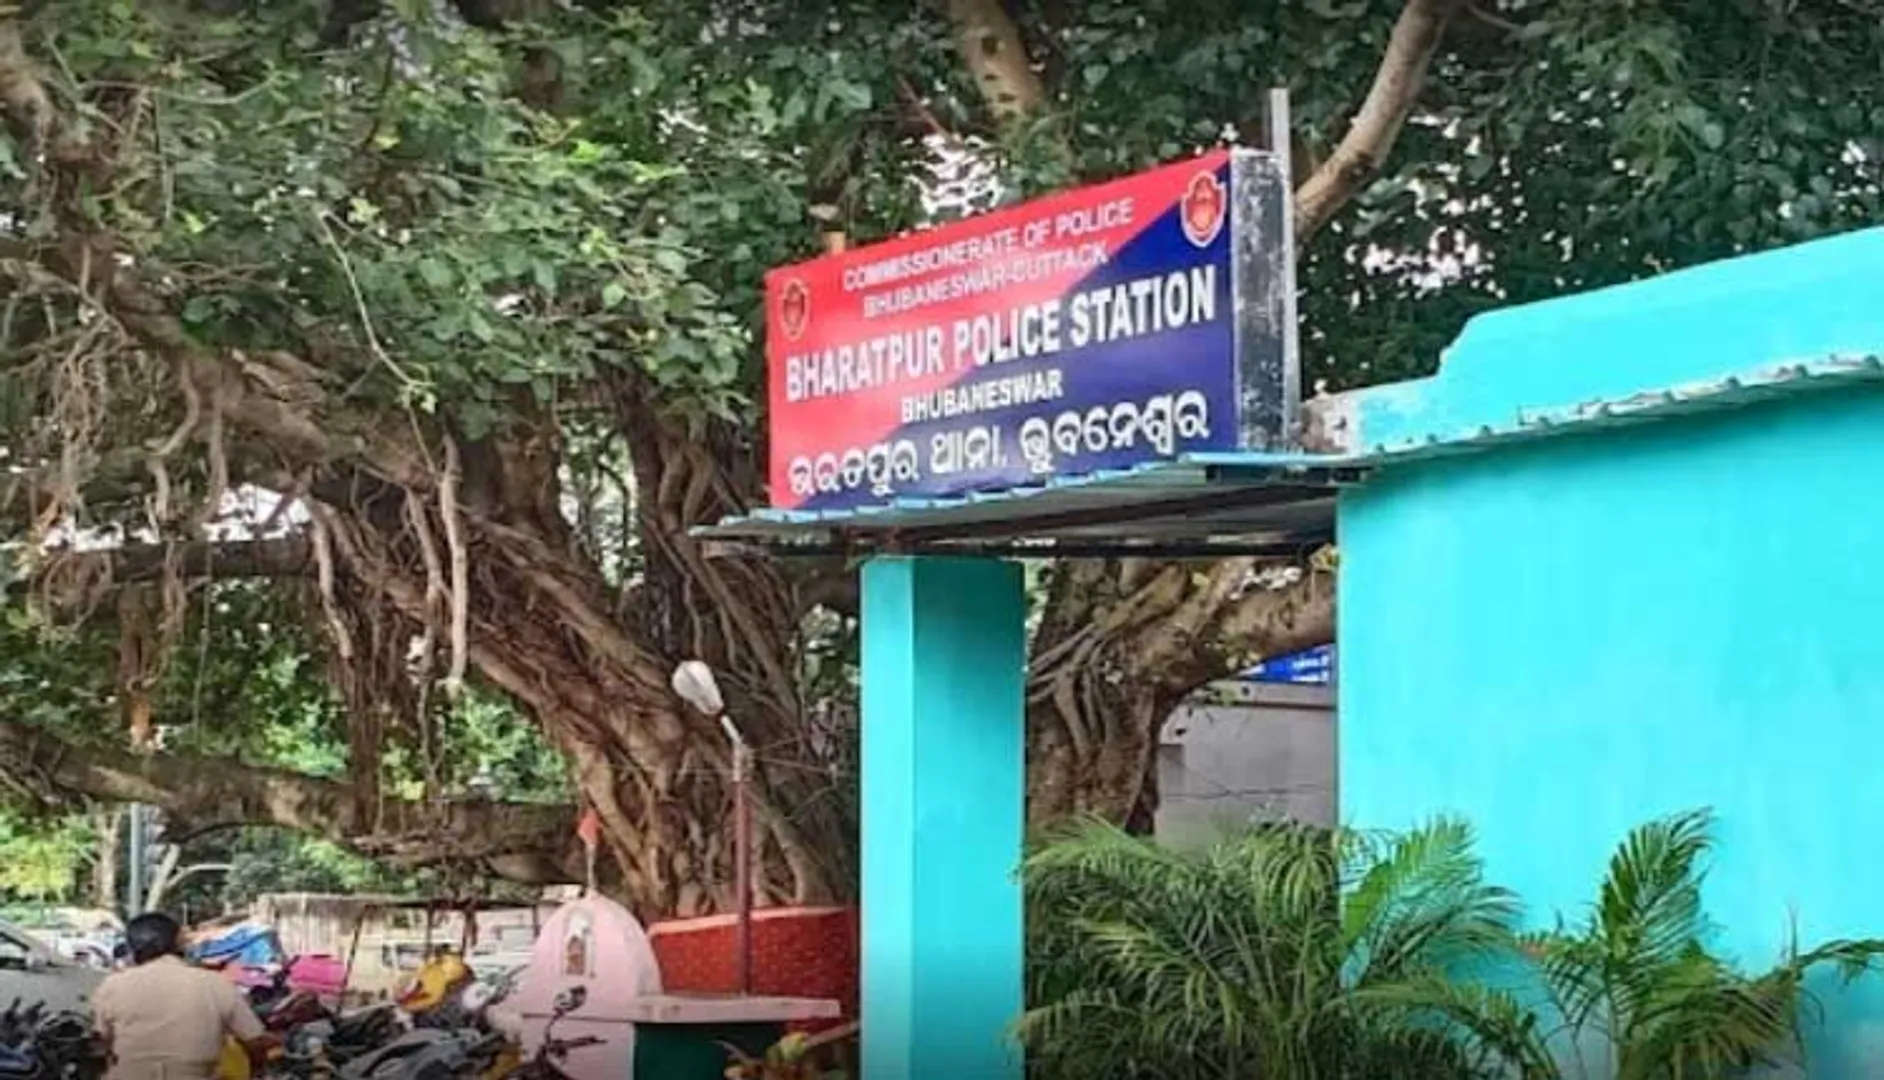 COMMISSIONERATE OF POLICE
BHUBANESWAR-CUTTACK
BHARATPUR POLICE STATION
BHUBANESWAR
ଭରତପୁର ଥାନା, ଭୁବନେଶ୍ୱର